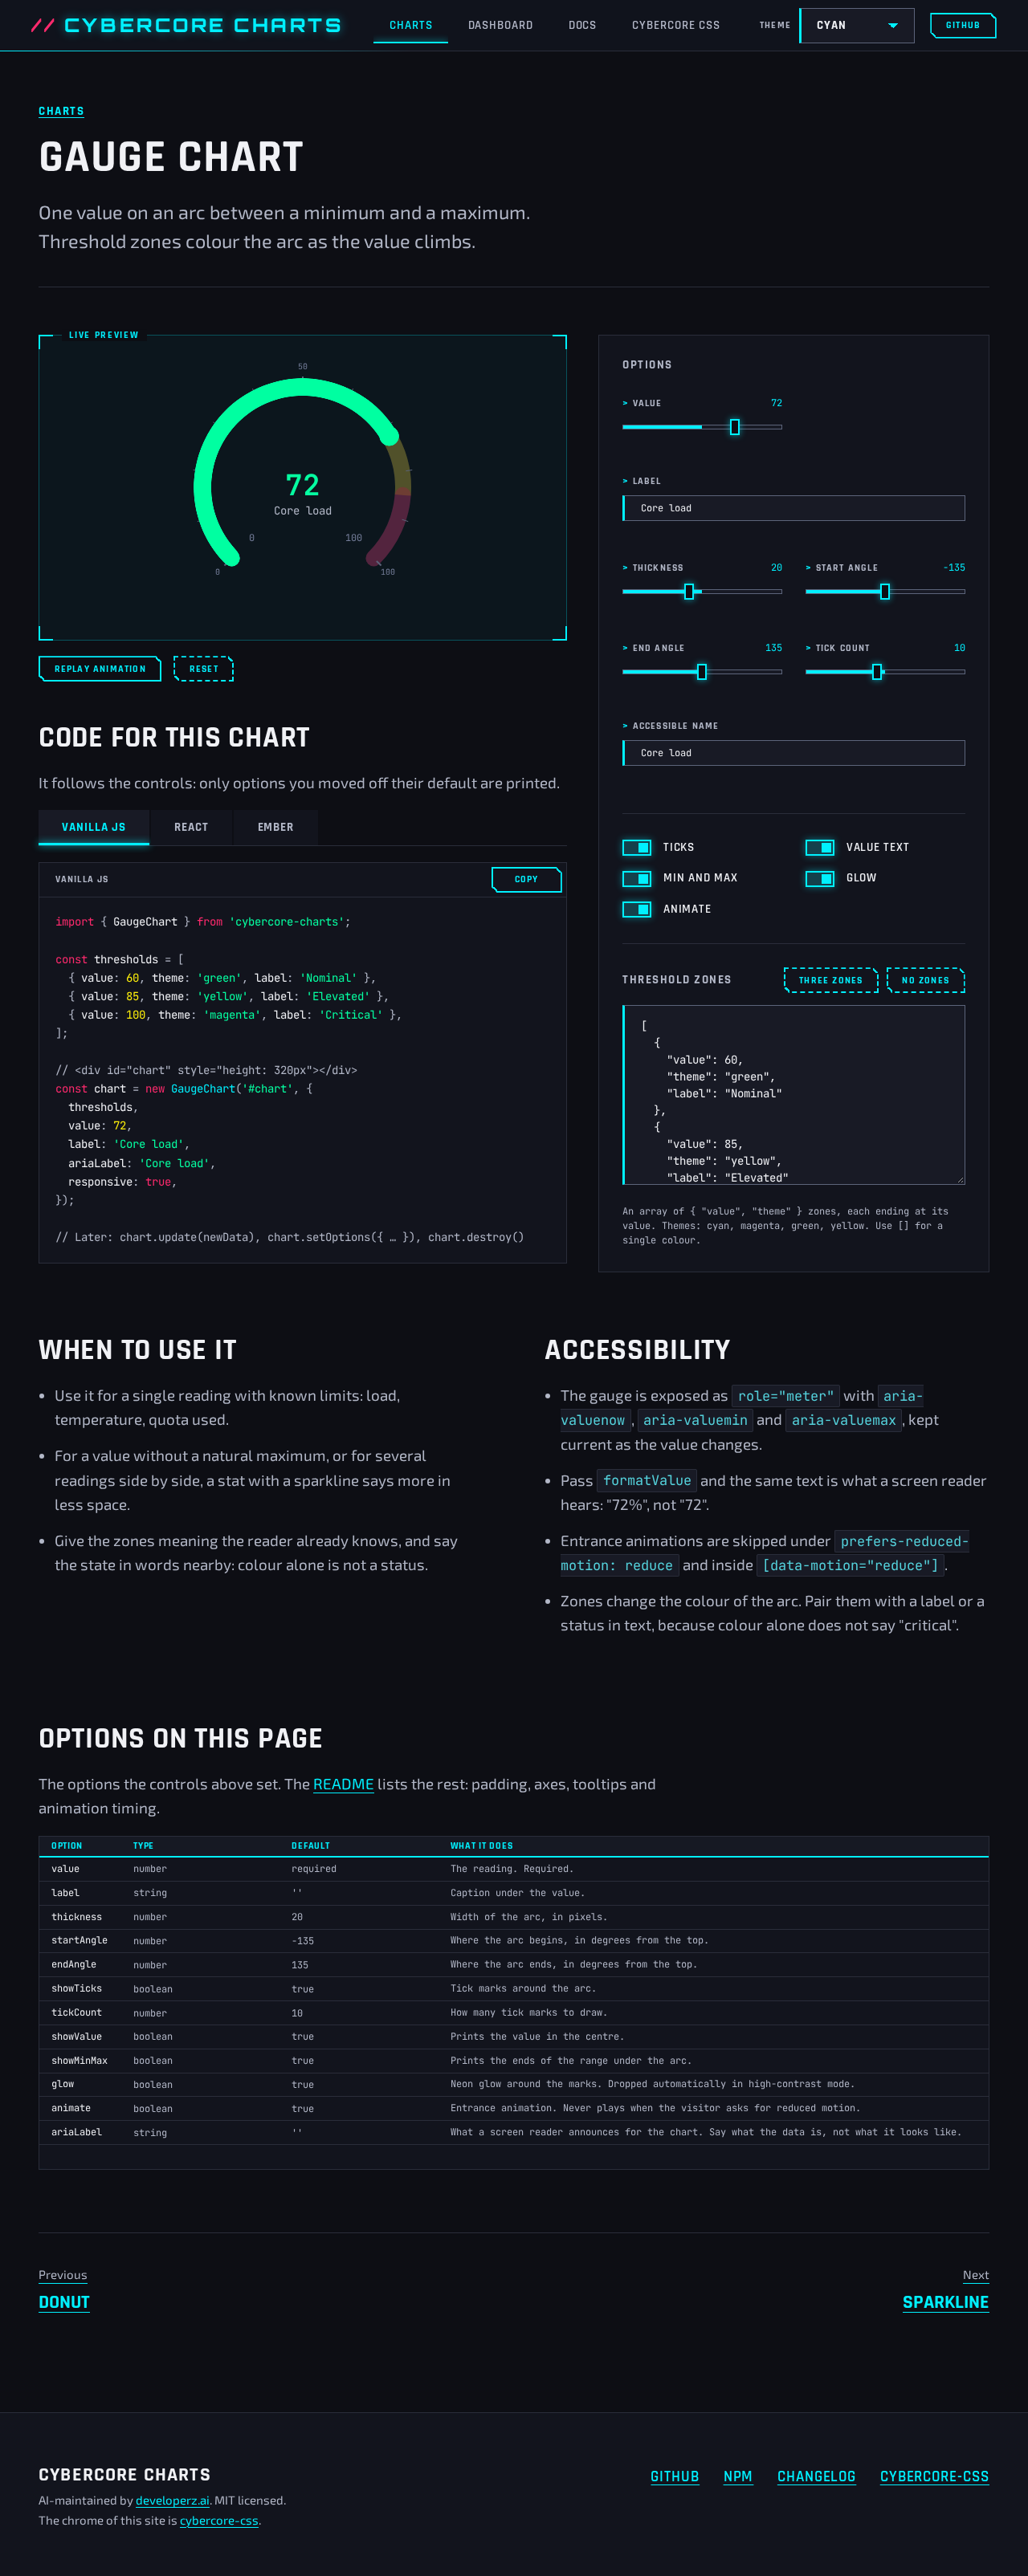 // CYBERCORE CHARTS
CHARTS DASHBOARD DOCS CYBERCORE CSS THEME CYAN GITHUB
CHARTS
GAUGE CHART
One value on an arc between a minimum and a maximum.
Threshold zones colour the arc as the value climbs.
LIVE PREVIEW
50
72
Core load
0 100
0 100
REPLAY ANIMATION RESET
OPTIONS
> VALUE 72
> LABEL
Core load
> THICKNESS 20 > START ANGLE -135
> END ANGLE 135 > TICK COUNT 10
> ACCESSIBLE NAME
Core load
TICKS VALUE TEXT
MIN AND MAX GLOW
ANIMATE
THRESHOLD ZONES THREE ZONES NO ZONES
[
  {
    "value": 60,
    "theme": "green",
    "label": "Nominal"
  },
  {
    "value": 85,
    "theme": "yellow",
    "label": "Elevated"
An array of { "value", "theme" } zones, each ending at its
value. Themes: cyan, magenta, green, yellow. Use [] for a
single colour.
CODE FOR THIS CHART
It follows the controls: only options you moved off their default are printed.
VANILLA JS REACT EMBER
VANILLA JS COPY
import { GaugeChart } from 'cybercore-charts';
const thresholds = [
  { value: 60, theme: 'green', label: 'Nominal' },
  { value: 85, theme: 'yellow', label: 'Elevated' },
  { value: 100, theme: 'magenta', label: 'Critical' },
];
// <div id="chart" style="height: 320px"></div>
const chart = new GaugeChart('#chart', {
  thresholds,
  value: 72,
  label: 'Core load',
  ariaLabel: 'Core load',
  responsive: true,
});
// Later: chart.update(newData), chart.setOptions({ … }), chart.destroy()
WHEN TO USE IT
• Use it for a single reading with known limits: load,
temperature, quota used.
• For a value without a natural maximum, or for several
readings side by side, a stat with a sparkline says more in
less space.
• Give the zones meaning the reader already knows, and say
the state in words nearby: colour alone is not a status.
ACCESSIBILITY
• The gauge is exposed as role="meter" with aria-
valuenow, aria-valuemin and aria-valuemax, kept
current as the value changes.
• Pass formatValue and the same text is what a screen reader
hears: "72%", not "72".
• Entrance animations are skipped under prefers-reduced-
motion: reduce and inside [data-motion="reduce"].
• Zones change the colour of the arc. Pair them with a label or a
status in text, because colour alone does not say "critical".
OPTIONS ON THIS PAGE
The options the controls above set. The README lists the rest: padding, axes, tooltips and
animation timing.
OPTION TYPE DEFAULT WHAT IT DOES
value number required The reading. Required.
label string '' Caption under the value.
thickness number 20 Width of the arc, in pixels.
startAngle number -135 Where the arc begins, in degrees from the top.
endAngle number 135 Where the arc ends, in degrees from the top.
showTicks boolean true Tick marks around the arc.
tickCount number 10 How many tick marks to draw.
showValue boolean true Prints the value in the centre.
showMinMax boolean true Prints the ends of the range under the arc.
glow boolean true Neon glow around the marks. Dropped automatically in high-contrast mode.
animate boolean true Entrance animation. Never plays when the visitor asks for reduced motion.
ariaLabel string '' What a screen reader announces for the chart. Say what the data is, not what it looks like.
Previous Next
DONUT SPARKLINE
CYBERCORE CHARTS
AI-maintained by developerz.ai. MIT licensed.
The chrome of this site is cybercore-css.
GITHUB NPM CHANGELOG CYBERCORE-CSS